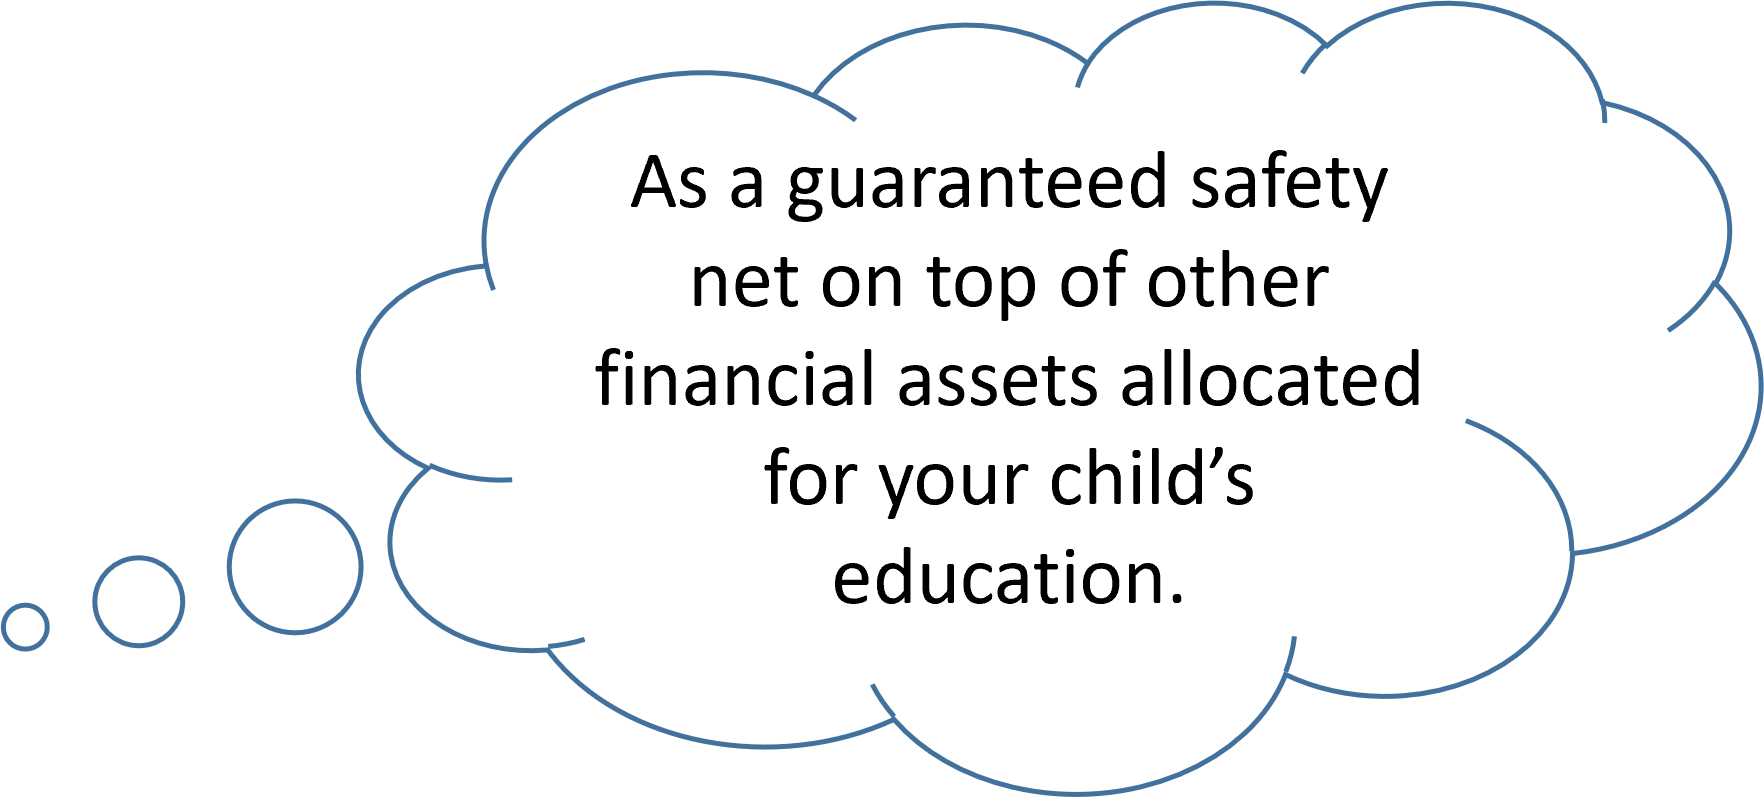 As a guaranteed safety
net on top of other
financial assets allocated
for your child’s
education.